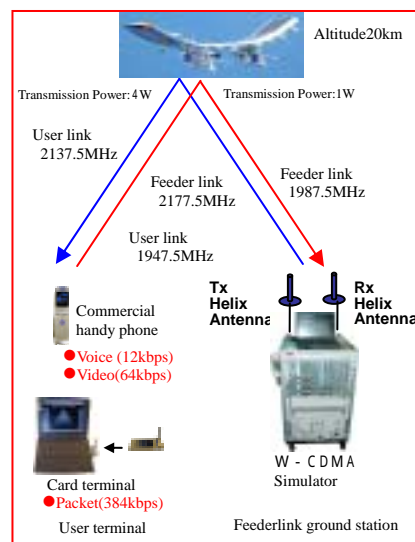 Altitude20km
Transmission Power:4W
Transmission Power:1W
User link
2137.5MHz
Feeder link
1987.5MHz
Feeder link
2177.5MHz
User link
1947.5MHz
Tx
Helix
Antenna
Rx
Helix
Antenna
Commercial
handy phone
●Voice (12kbps)
●Video(64kbps)
W - CDMA
Simulator
Card terminal
●Packet(384kbps)
User terminal
Feederlink ground station